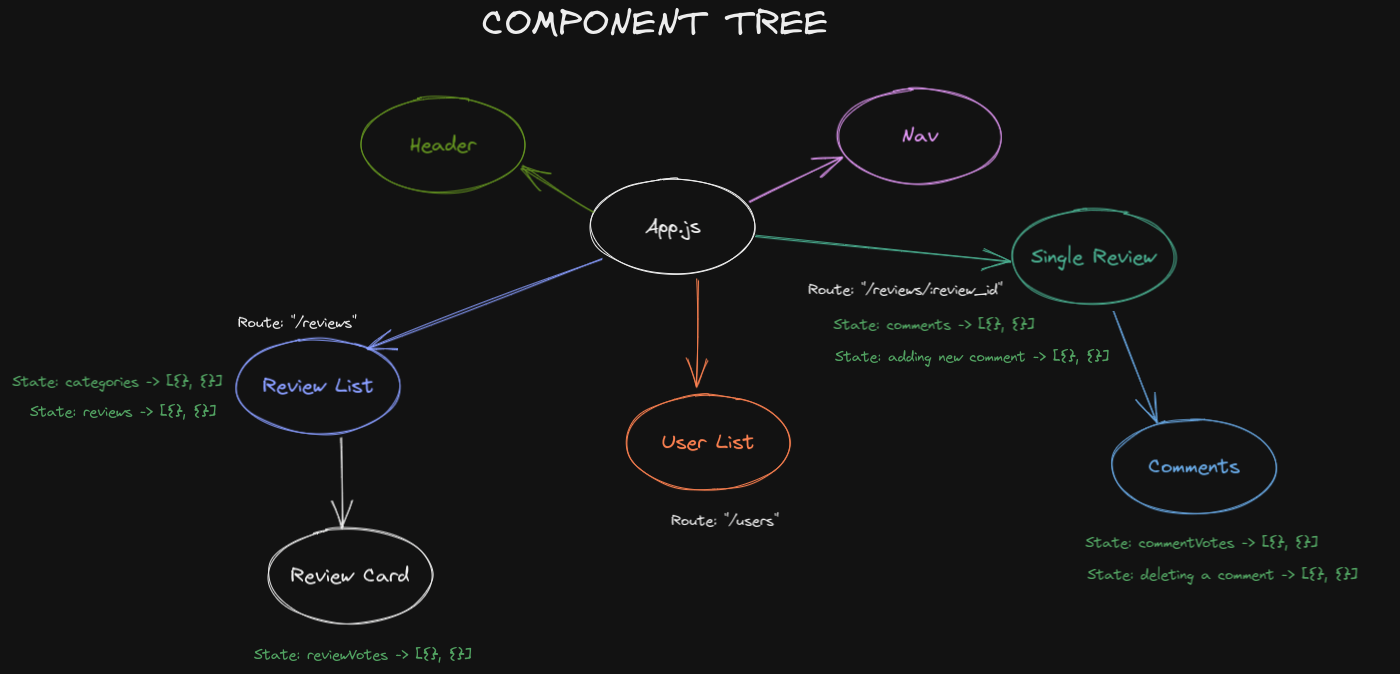 COMPONENT TREE
Header
Nav
App.js
Single Review
Route: "/reviews/:review_id"
State: comments -> [{}, {}]
State: adding new comment -> [{}, {}]
Route: "/reviews"
Review List
State: categories -> [{}, {}]
State: reviews -> [{}, {}]
User List
Route: "/users"
Comments
State: commentVotes -> [{}, {}]
State: deleting a comment -> [{}, {}]
Review Card
State: reviewVotes -> [{}, {}]